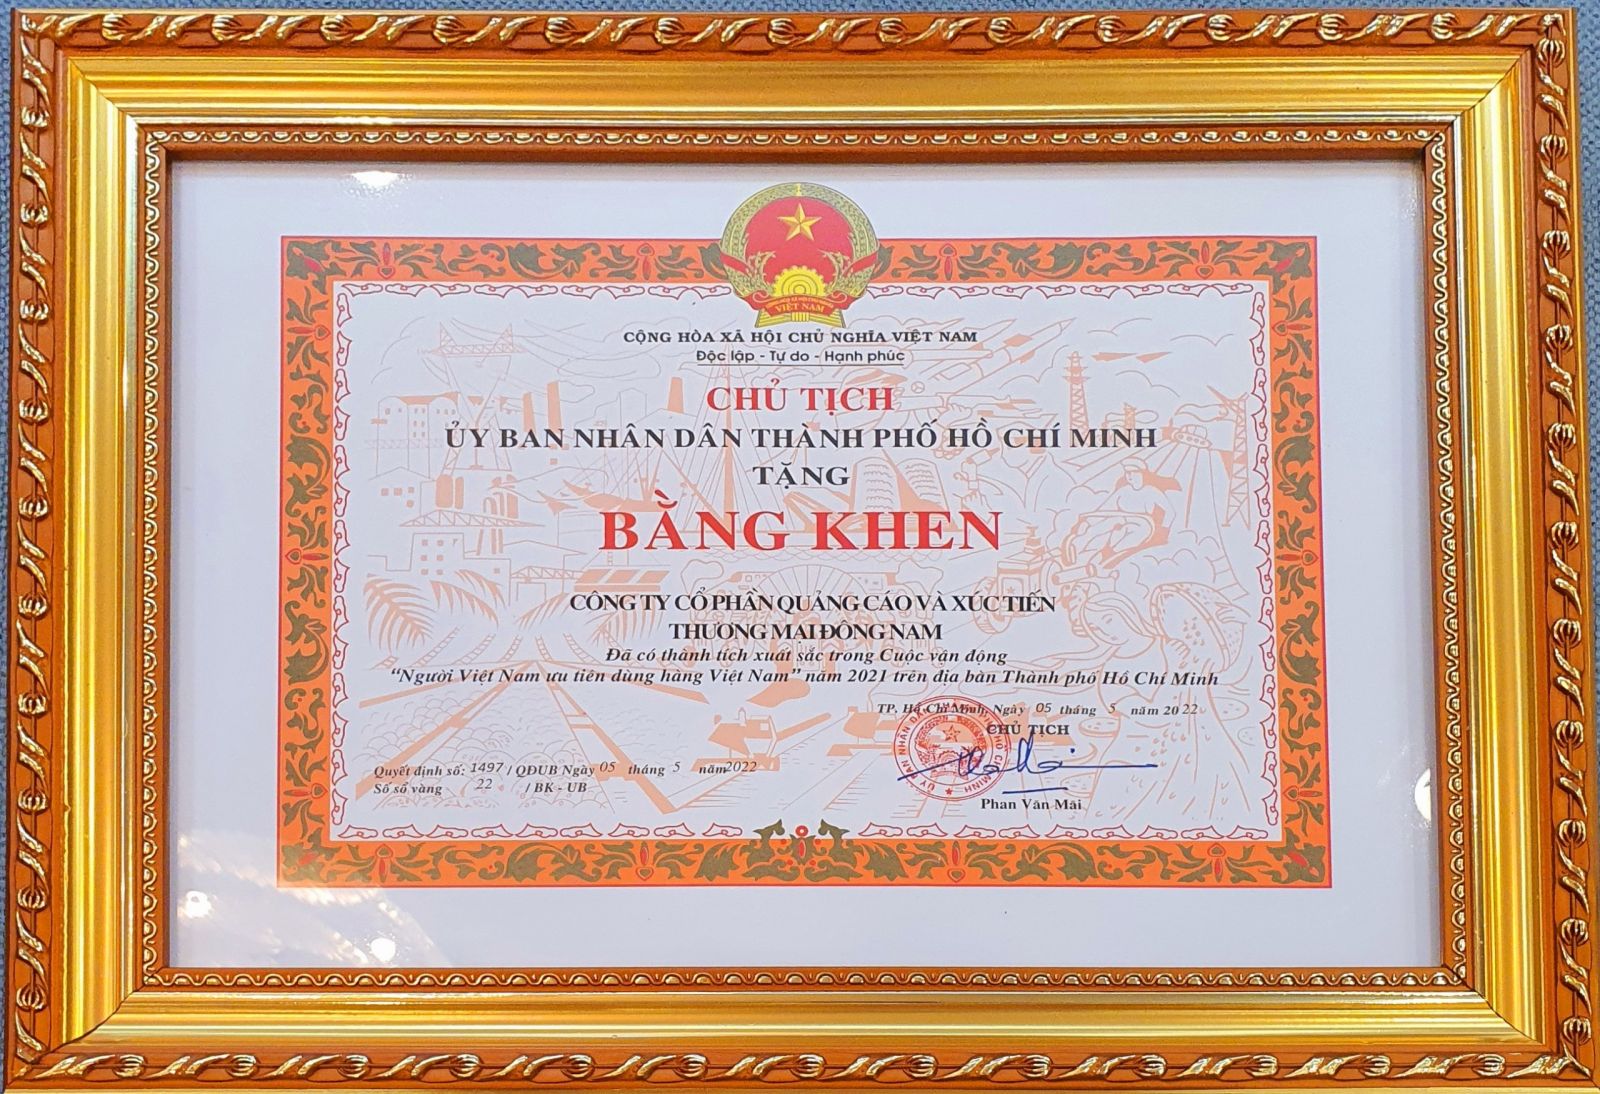 VIỆT NAM
CỘNG HÒA XÃ HỘI CHỦ NGHĨA VIỆT NAM
Độc lập - Tự do - Hạnh phúc
CHỦ TỊCH
ỦY BAN NHÂN DÂN THÀNH PHỐ HỒ CHÍ MINH
TẶNG
BẰNG KHEN
CÔNG TY CỔ PHẦN QUẢNG CÁO VÀ XÚC TIẾN
THƯƠNG MẠI ĐÔNG NAM
Đã có thành tích xuất sắc trong Cuộc vận động
“Người Việt Nam ưu tiên dùng hàng Việt Nam” năm 2021 trên địa bàn Thành phố Hồ Chí Minh
TP. Hồ Chí Minh, Ngày 05 tháng 5 năm 2022
CHỦ TỊCH
Quyết định số: 1497 / QĐUB Ngày 05 tháng 5 năm 2022
Số sổ vàng 22 / BK - UB
Phan Văn Mãi